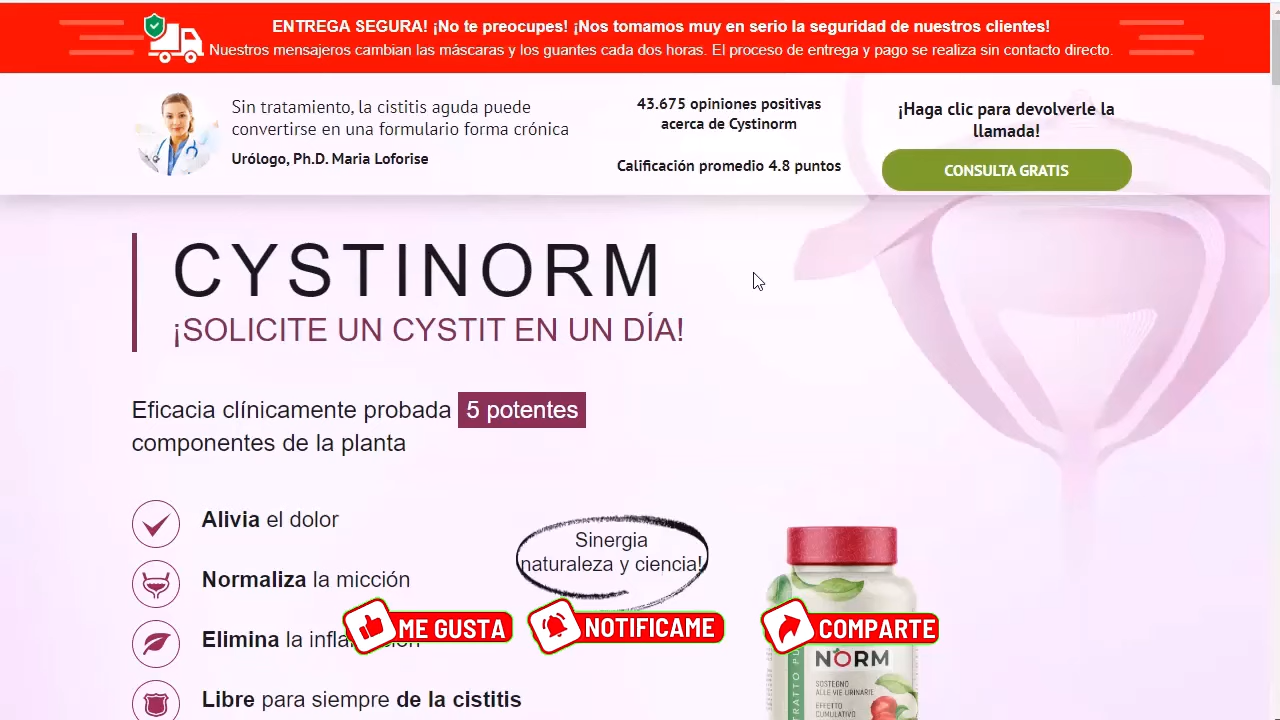 ENTREGA SEGURA! ¡No te preocupes! ¡Nos tomamos muy en serio la seguridad de nuestros clientes!
Nuestros mensajeros cambian las máscaras y los guantes cada dos horas. El proceso de entrega y pago se realiza sin contacto directo.
Sin tratamiento, la cistitis aguda puede
convertirse en una formulario forma crónica
Urólogo, Ph.D. Maria Loforise
43.675 opiniones positivas
acerca de Cystinorm
Calificación promedio 4.8 puntos
¡Haga clic para devolverle la
llamada!
CONSULTA GRATIS
CYSTINORM
¡SOLICITE UN CYSTIT EN UN DÍA!
Eficacia clínicamente probada 5 potentes
componentes de la planta
Alivia el dolor
Normaliza la micción
Elimina la
Libre para siempre de la cistitis
Sinergia
naturaleza y ciencia!
ME GUSTA
NOTIFICAME
COMPARTE
NORM
SOSTEGNO
ALLE VIE URINARIE
EFFETTO
CUMULATIVO